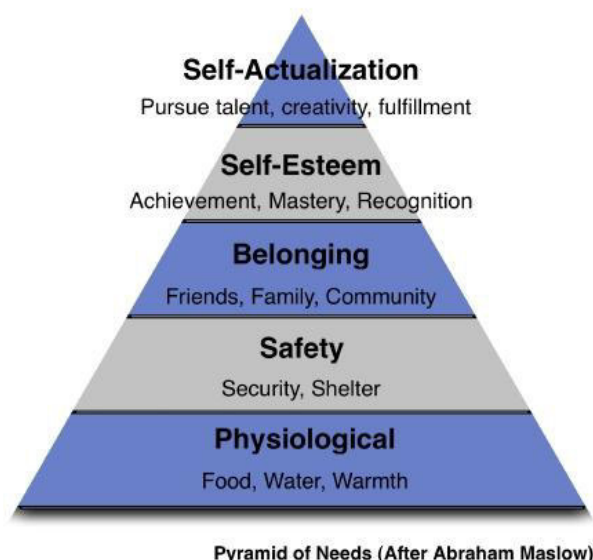 Self-Actualization
Pursue talent, creativity, fulfillment
Self-Esteem
Achievement, Mastery, Recognition
Belonging
Friends, Family, Community
Safety
Security, Shelter
Physiological
Food, Water, Warmth
Pyramid of Needs (After Abraham Maslow)